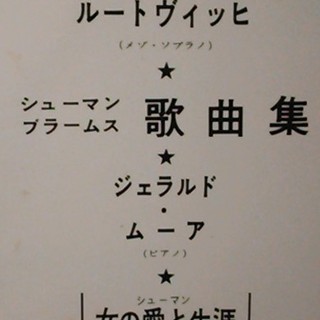 ルートヴィッヒ
(メゾ・ソプラノ)
★
シューマン
ブラームス 歌曲集
★
ジェラルド
・
ムーア
(ピアノ)
★
シューマン
女の愛と生涯